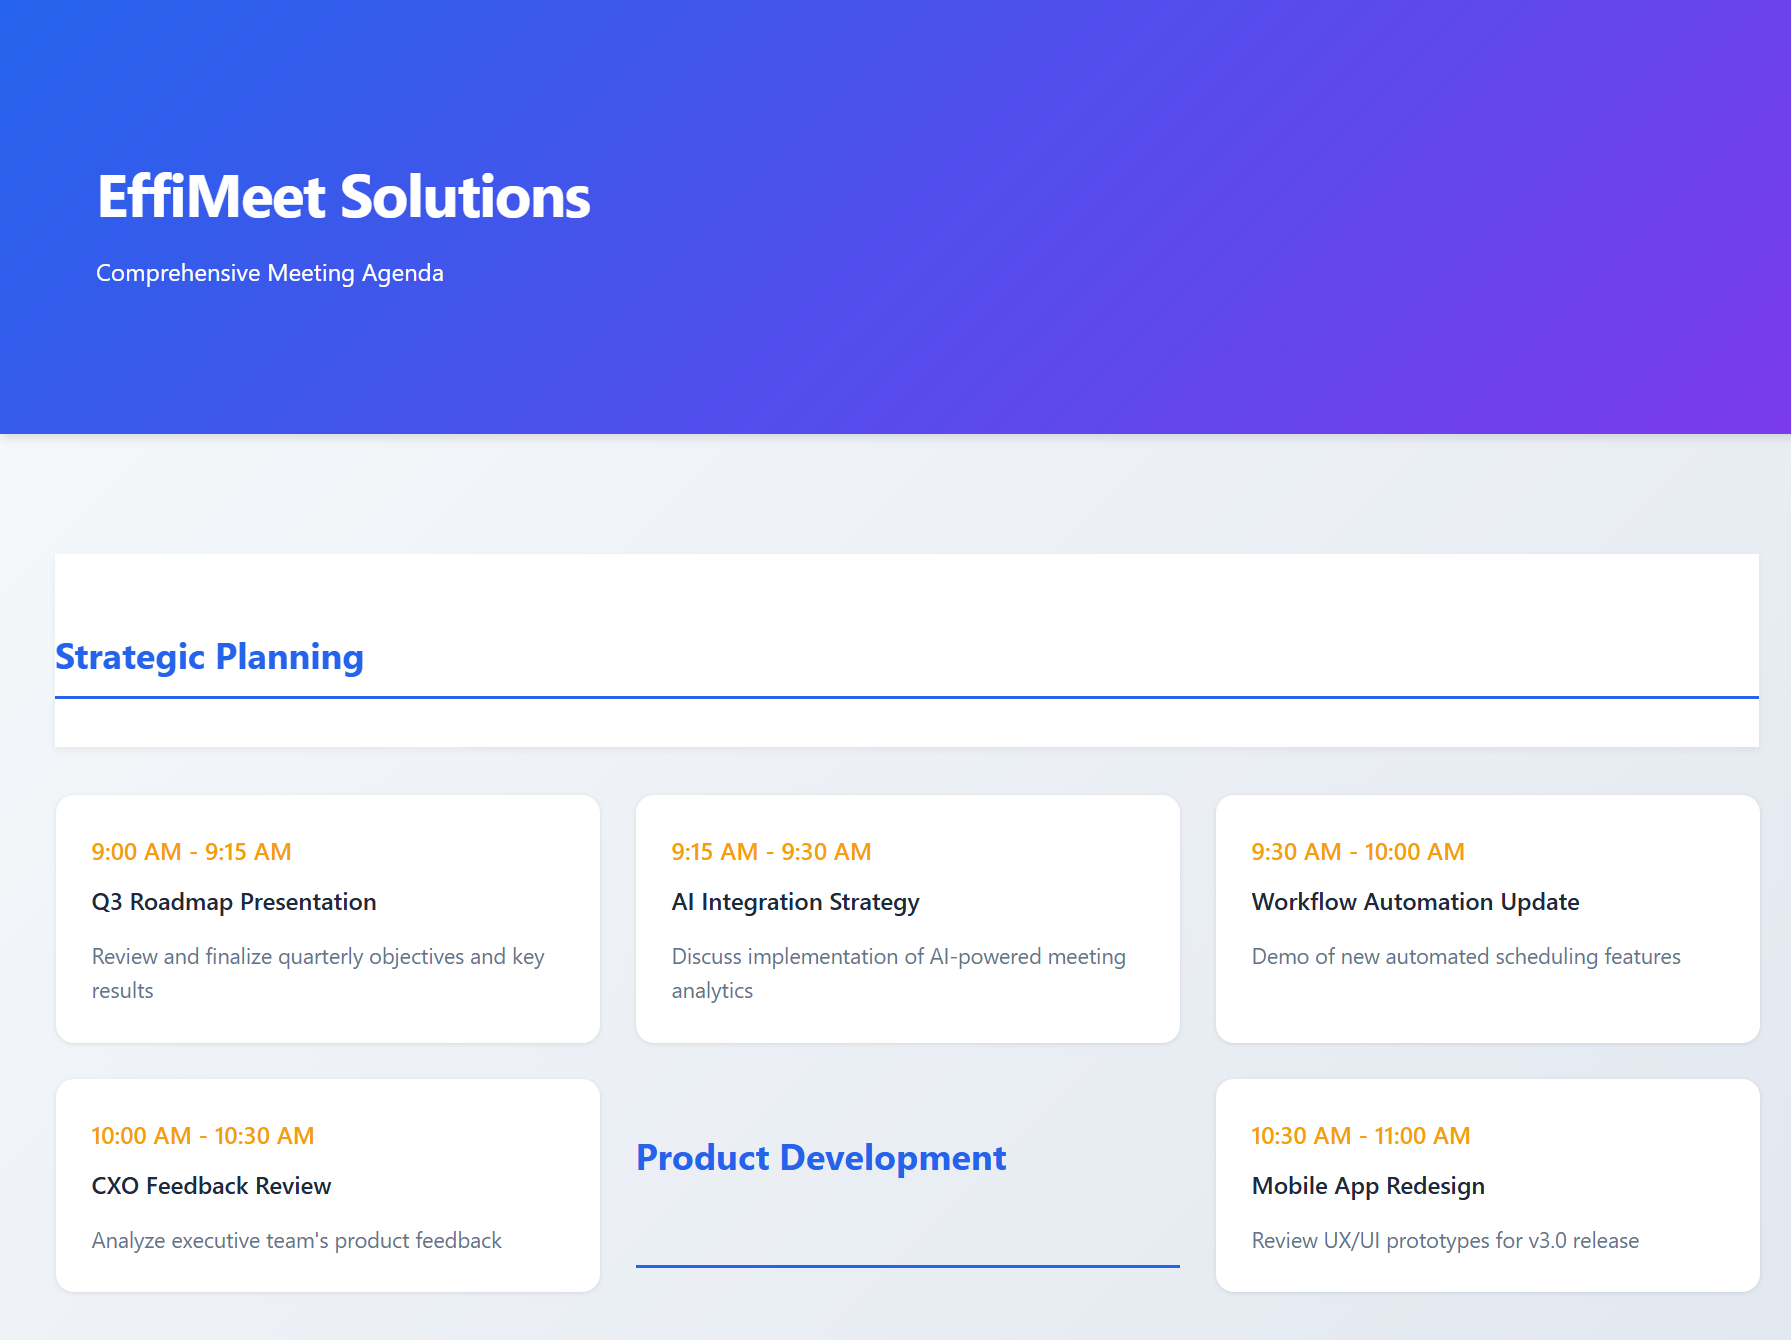 EffiMeet Solutions
Comprehensive Meeting Agenda
Strategic Planning
9:00 AM - 9:15 AM
Q3 Roadmap Presentation
Review and finalize quarterly objectives and key
results
9:15 AM - 9:30 AM
AI Integration Strategy
Discuss implementation of AI-powered meeting
analytics
9:30 AM - 10:00 AM
Workflow Automation Update
Demo of new automated scheduling features
10:00 AM - 10:30 AM
CXO Feedback Review
Analyze executive team's product feedback
Product Development
10:30 AM - 11:00 AM
Mobile App Redesign
Review UX/UI prototypes for v3.0 release